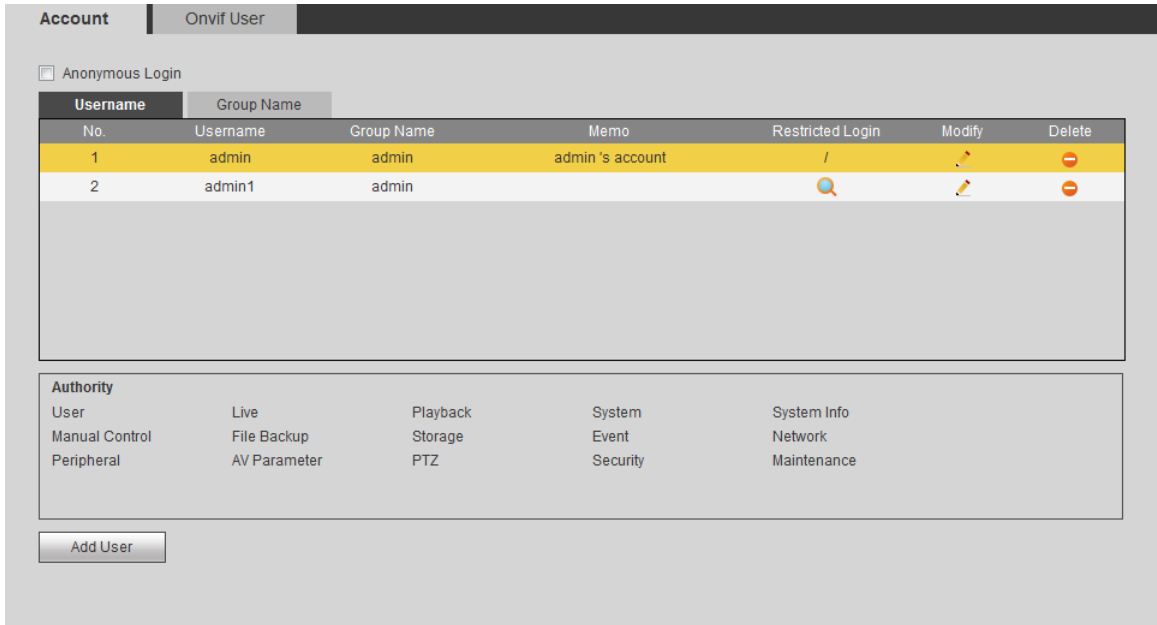 Account Onvif User
Anonymous Login
Username Group Name
No. Username Group Name Memo Restricted Login Modify Delete
1 admin admin admin 's account /
2 admin1 admin
Authority
User Live Playback System System Info
Manual Control File Backup Storage Event Network
Peripheral AV Parameter PTZ Security Maintenance
Add User